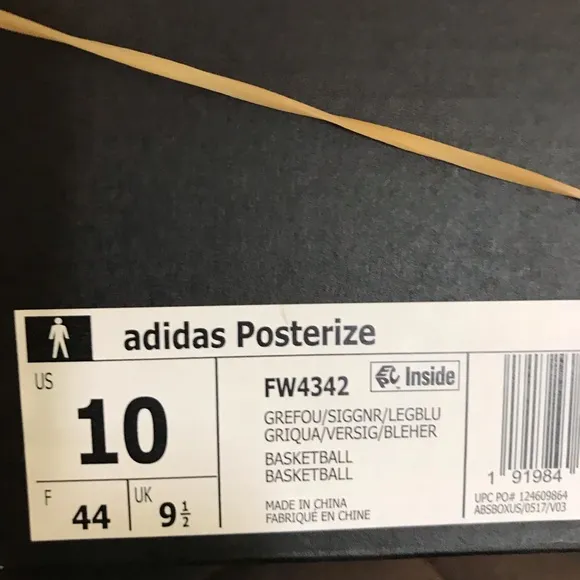 adidas Posterize
US
10
F
44
UK
9 1/2
FW4342
Inside
GREFOU/SIGGNR/LEGBLU
GRIQUA/VERSIG/BLEHER
BASKETBALL
BASKETBALL
MADE IN CHINA
FABRIQUÉ EN CHINE
1 91984
UPC PO# 124609864
ABSBOXUS/0517/V03